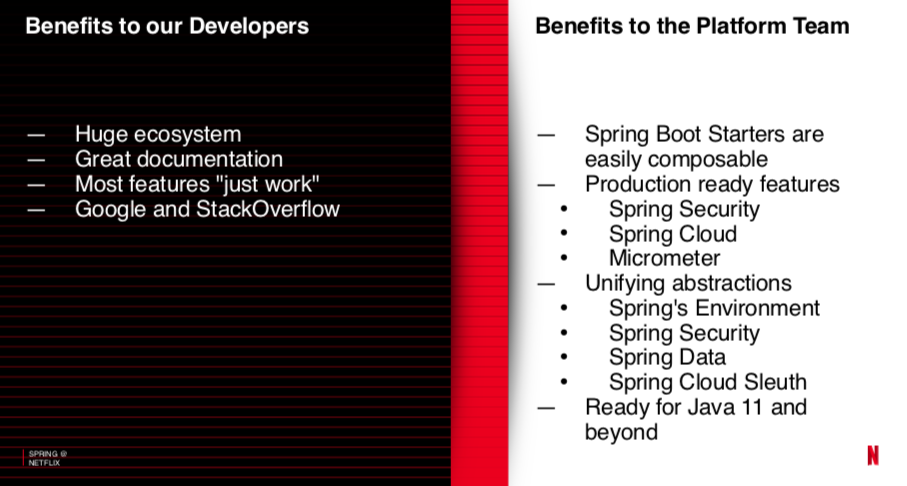 Benefits to our Developers
— Huge ecosystem
— Great documentation
— Most features "just work"
— Google and StackOverflow
SPRING @
NETFLIX
Benefits to the Platform Team
— Spring Boot Starters are
easily composable
— Production ready features
• Spring Security
• Spring Cloud
• Micrometer
— Unifying abstractions
• Spring's Environment
• Spring Security
• Spring Data
• Spring Cloud Sleuth
— Ready for Java 11 and
beyond
N